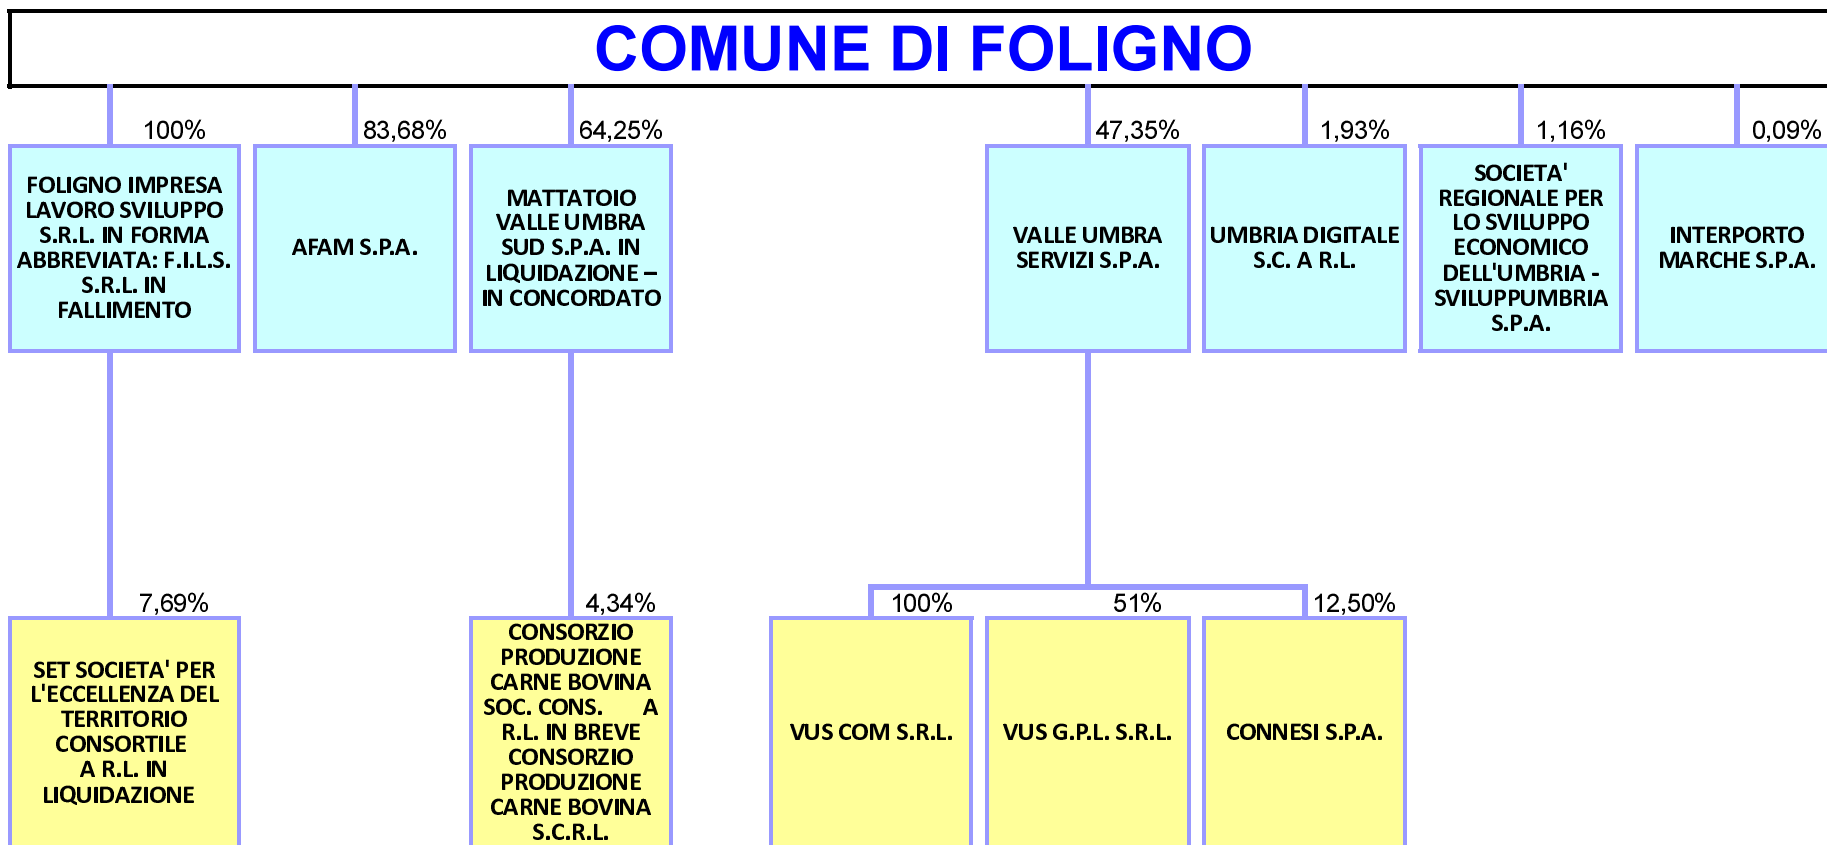 COMUNE DI FOLIGNO
100%
83,68%
64,25%
47,35%
1,93%
1,16%
0,09%
FOLIGNO IMPRESA
LAVORO SVILUPPO
S.R.L. IN FORMA
ABBREVIATA: F.I.L.S.
S.R.L. IN
FALLIMENTO
AFAM S.P.A.
MATTATOIO
VALLE UMBRA
SUD S.P.A. IN
LIQUIDAZIONE –
IN CONCORDATO
VALLE UMBRA
SERVIZI S.P.A.
UMBRIA DIGITALE
S.C. A R.L.
SOCIETA'
REGIONALE PER
LO SVILUPPO
ECONOMICO
DELL'UMBRIA -
SVILUPPUMBRIA
S.P.A.
INTERPORTO
MARCHE S.P.A.
7,69%
4,34%
100%
51%
12,50%
SET SOCIETA' PER
L'ECCELLENZA DEL
TERRITORIO
CONSORTILE
A R.L. IN
LIQUIDAZIONE
CONSORZIO
PRODUZIONE
CARNE BOVINA
SOC. CONS. A
R.L. IN BREVE
CONSORZIO
PRODUZIONE
CARNE BOVINA
S.C.R.L.
VUS COM S.R.L.
VUS G.P.L. S.R.L.
CONNESI S.P.A.